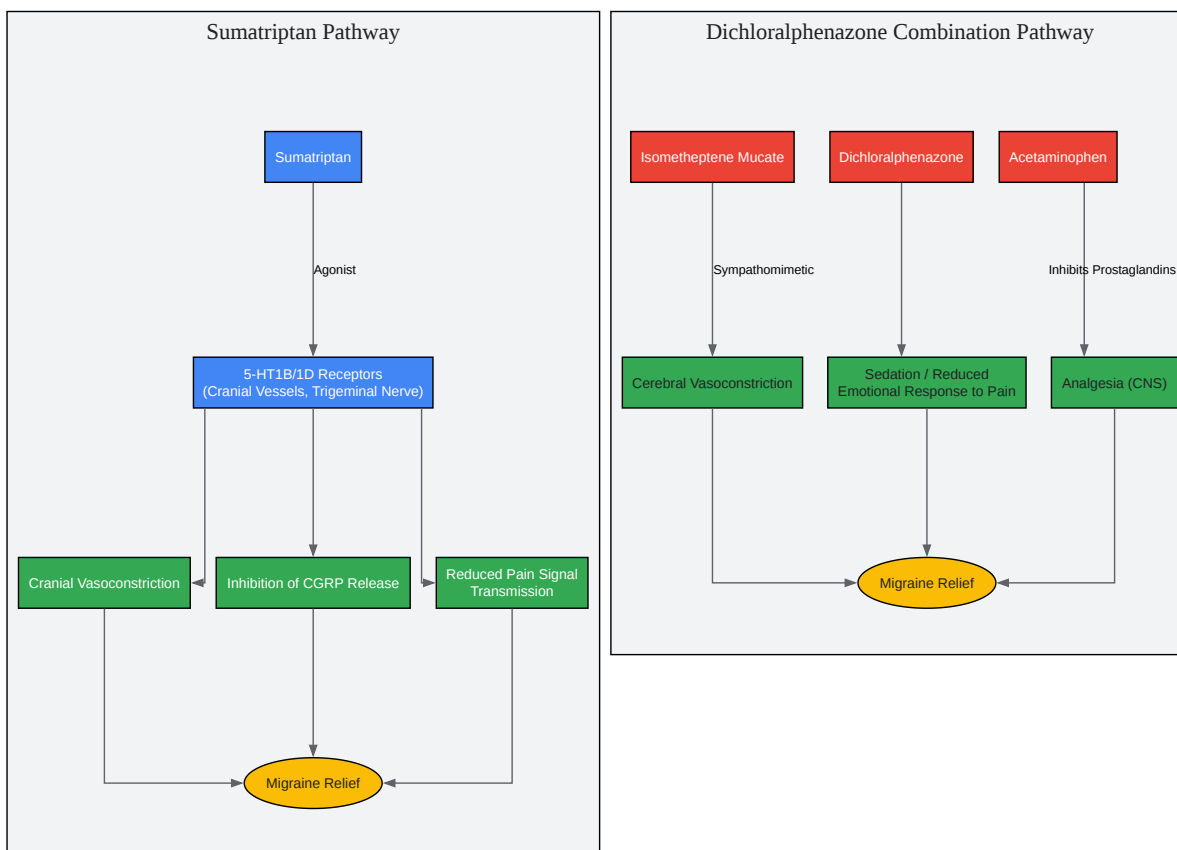 Sumatriptan Pathway
Sumatriptan
Agonist
5-HT1B/1D Receptors
(Cranial Vessels, Trigeminal Nerve)
Cranial Vasoconstriction
Inhibition of CGRP Release
Reduced Pain Signal
Transmission
Migraine Relief
Dichloralphenazone Combination Pathway
Isometheptene Mucate
Dichloralphenazone
Acetaminophen
Sympathomimetic
Inhibits Prostaglandins
Cerebral Vasoconstriction
Sedation / Reduced
Emotional Response to Pain
Analgesia (CNS)
Migraine Relief